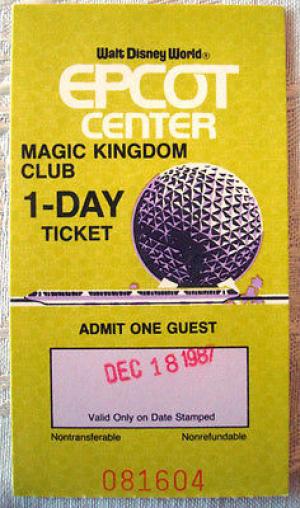 Walt Disney World®
EPCOT
CENTER
MAGIC KINGDOM
CLUB
1-DAY
TICKET
ADMIT ONE GUEST
DEC 18 1987
Valid Only on Date Stamped
Nontransferable Nonrefundable
081604